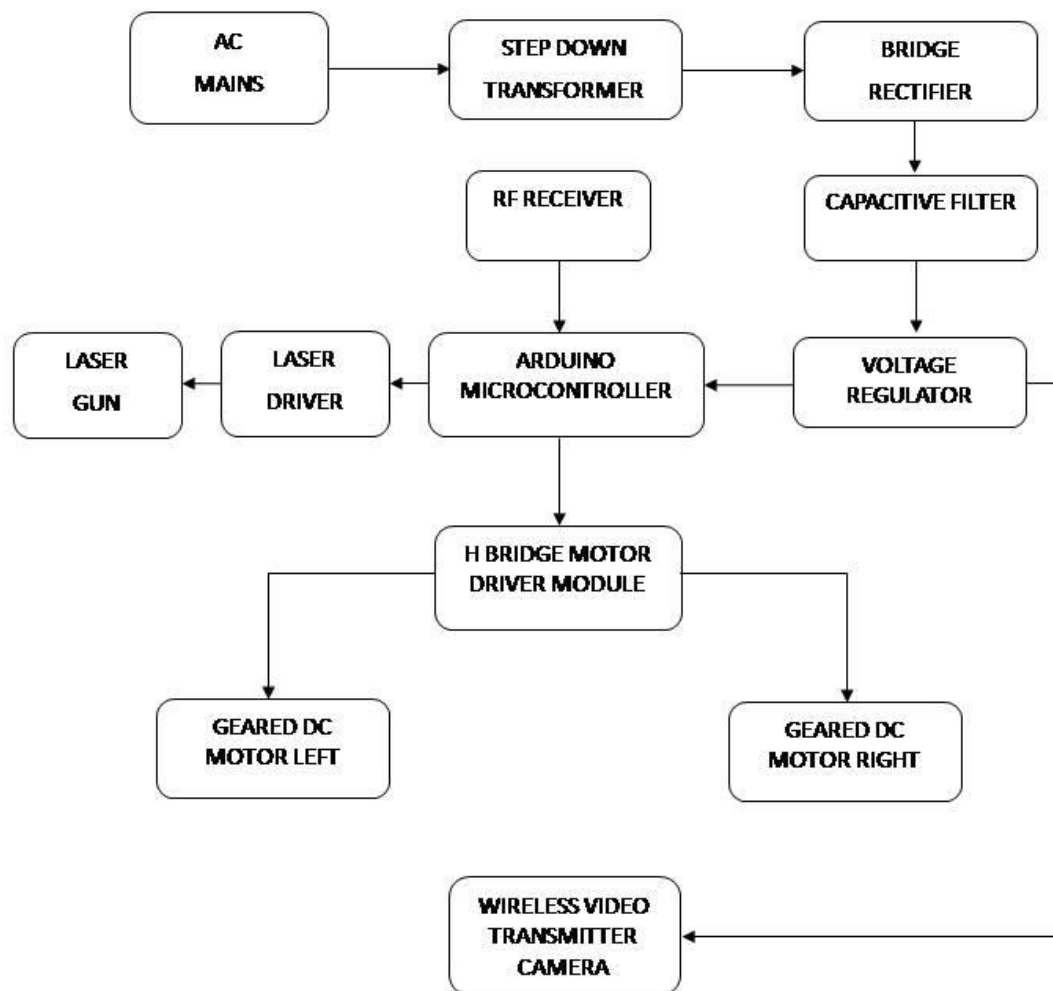 AC
MAINS
STEP DOWN
TRANSFORMER
BRIDGE
RECTIFIER
RF RECEIVER
CAPACITIVE FILTER
LASER
GUN
LASER
DRIVER
ARDUINO
MICROCONTROLLER
VOLTAGE
REGULATOR
H BRIDGE MOTOR
DRIVER MODULE
GEARED DC
MOTOR LEFT
GEARED DC
MOTOR RIGHT
WIRELESS VIDEO
TRANSMITTER
CAMERA